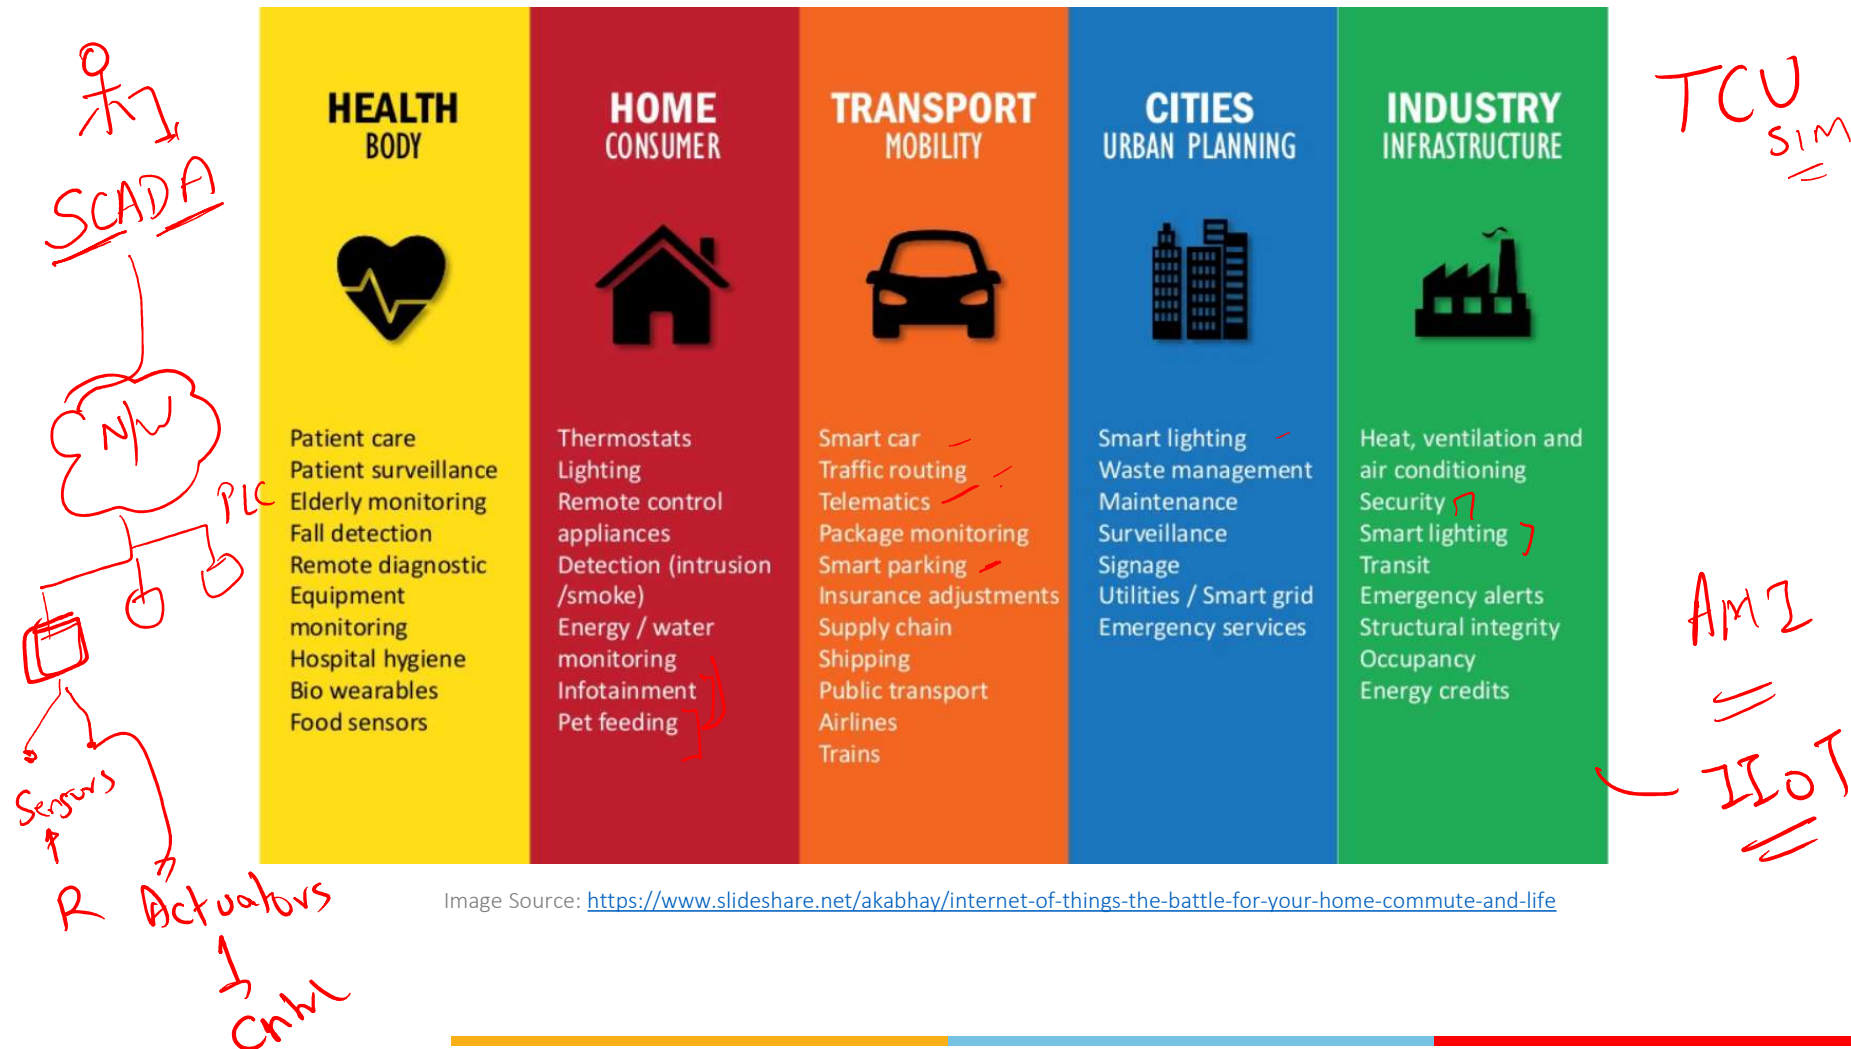 SCADA
N/W
PLC
Sensors
R
Actuators
Cntrl
HEALTH
BODY
Patient care
Patient surveillance
Elderly monitoring
Fall detection
Remote diagnostic
Equipment
monitoring
Hospital hygiene
Bio wearables
Food sensors
HOME
CONSUMER
Thermostats
Lighting
Remote control
appliances
Detection (intrusion
/smoke)
Energy / water
monitoring
Infotainment
Pet feeding
TRANSPORT
MOBILITY
Smart car
Traffic routing
Telematics
Package monitoring
Smart parking
Insurance adjustments
Supply chain
Shipping
Public transport
Airlines
Trains
CITIES
URBAN PLANNING
Smart lighting
Waste management
Maintenance
Surveillance
Signage
Utilities / Smart grid
Emergency services
INDUSTRY
INFRASTRUCTURE
Heat, ventilation and
air conditioning
Security
Smart lighting
Transit
Emergency alerts
Structural integrity
Occupancy
Energy credits
TCU
SIM
AMI
IIoT
Image Source: https://www.slideshare.net/akabhay/internet-of-things-the-battle-for-your-home-commute-and-life